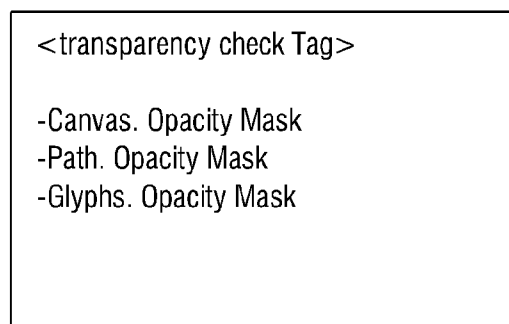 <transparency check Tag>
-Canvas. Opacity Mask
-Path. Opacity Mask
-Glyphs. Opacity Mask